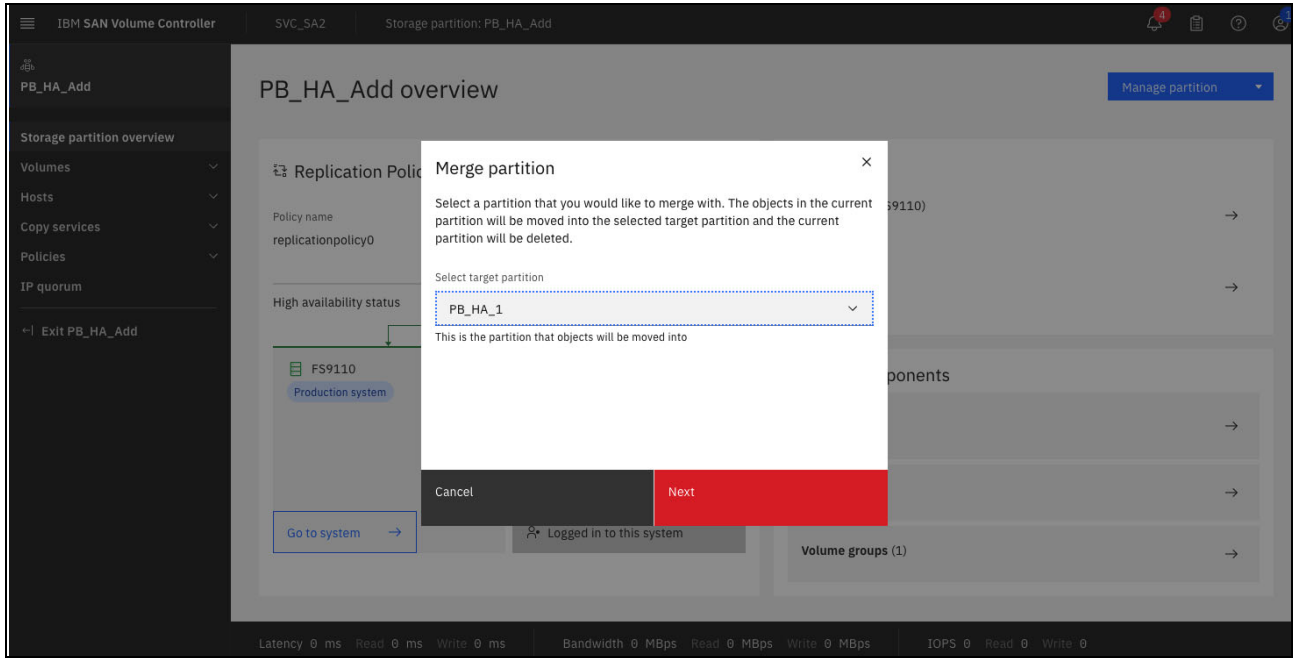 IBM SAN Volume Controller
SVC_SA2
Storage partition: PB_HA_Add
4
1
PB_HA_Add
Storage partition overview
Volumes
Hosts
Copy services
Policies
IP quorum
Exit PB_HA_Add
PB_HA_Add overview
Manage partition
Replication Polic
Policy name
replicationpolicy0
High availability status
FS9110
Production system
Go to system
Logged in to this system
Merge partition
Select a partition that you would like to merge with. The objects in the current
partition will be moved into the selected target partition and the current
partition will be deleted.
Select target partition
PB_HA_1
This is the partition that objects will be moved into
Cancel
Next
S9110)
ponents
Volume groups (1)
Latency 0 ms Read 0 ms Write 0 ms
Bandwidth 0 MBps Read 0 MBps Write 0 MBps
IOPS 0 Read 0 Write 0